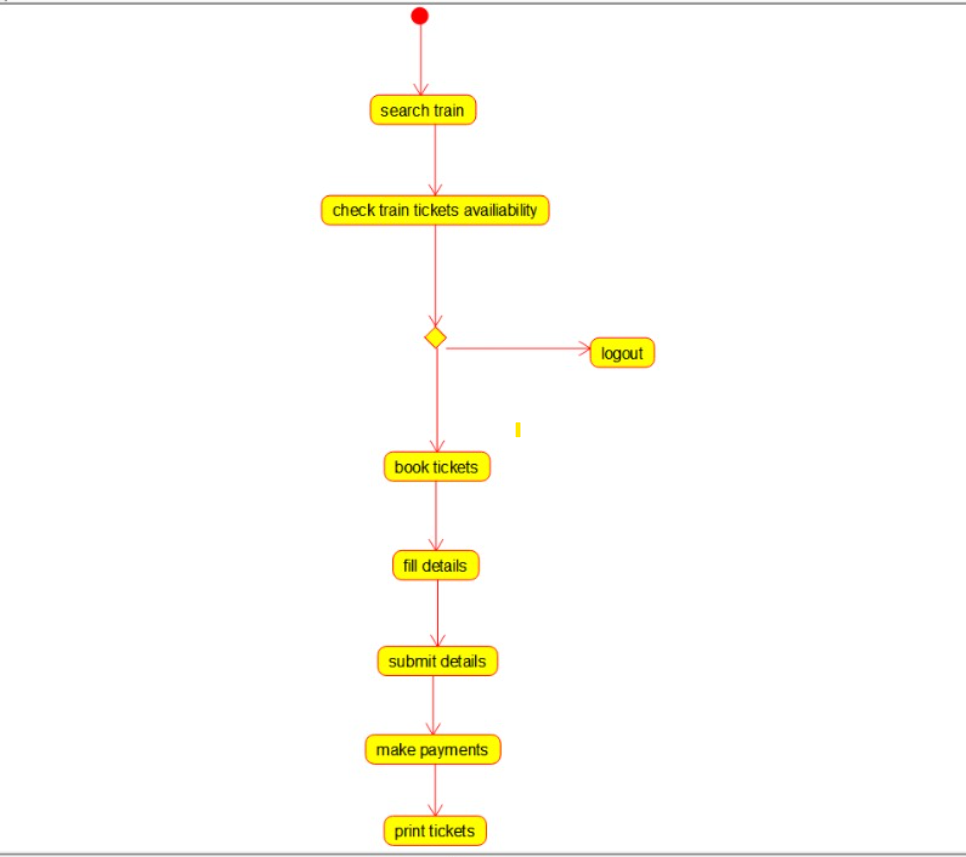 search train
check train tickets availiability
logout
book tickets
fill details
submit details
make payments
print tickets